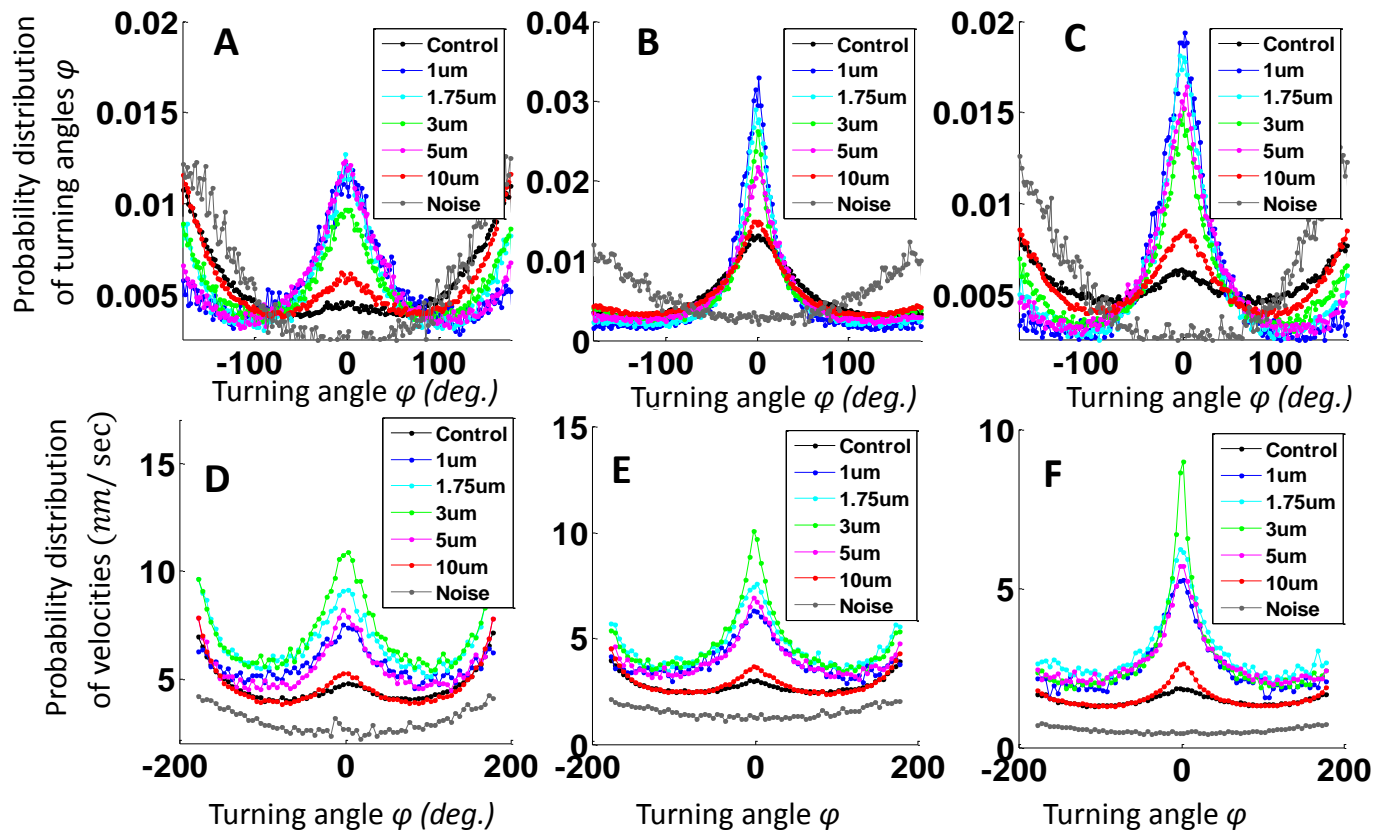 Probability distribution
of turning angles φ
A
0.02
0.015
0.01
0.005
-100 0 100
Turning angle φ (deg.)
Control
1um
1.75um
3um
5um
10um
Noise
B
0.04
0.03
0.02
0.01
0
-100 0 100
Turning angle φ (deg.)
Control
1um
1.75um
3um
5um
10um
Noise
C
0.02
0.015
0.01
0.005
-100 0 100
Turning angle φ (deg.)
Control
1um
1.75um
3um
5um
10um
Noise
Probability distribution
of velocities (nm/ sec)
D
15
10
5
-200 0 200
Turning angle φ (deg.)
Control
1um
1.75um
3um
5um
10um
Noise
E
15
10
5
0
-200 0 200
Turning angle φ
Control
1um
1.75um
3um
5um
10um
Noise
F
10
5
0
-200 0 200
Turning angle φ
Control
1um
1.75um
3um
5um
10um
Noise